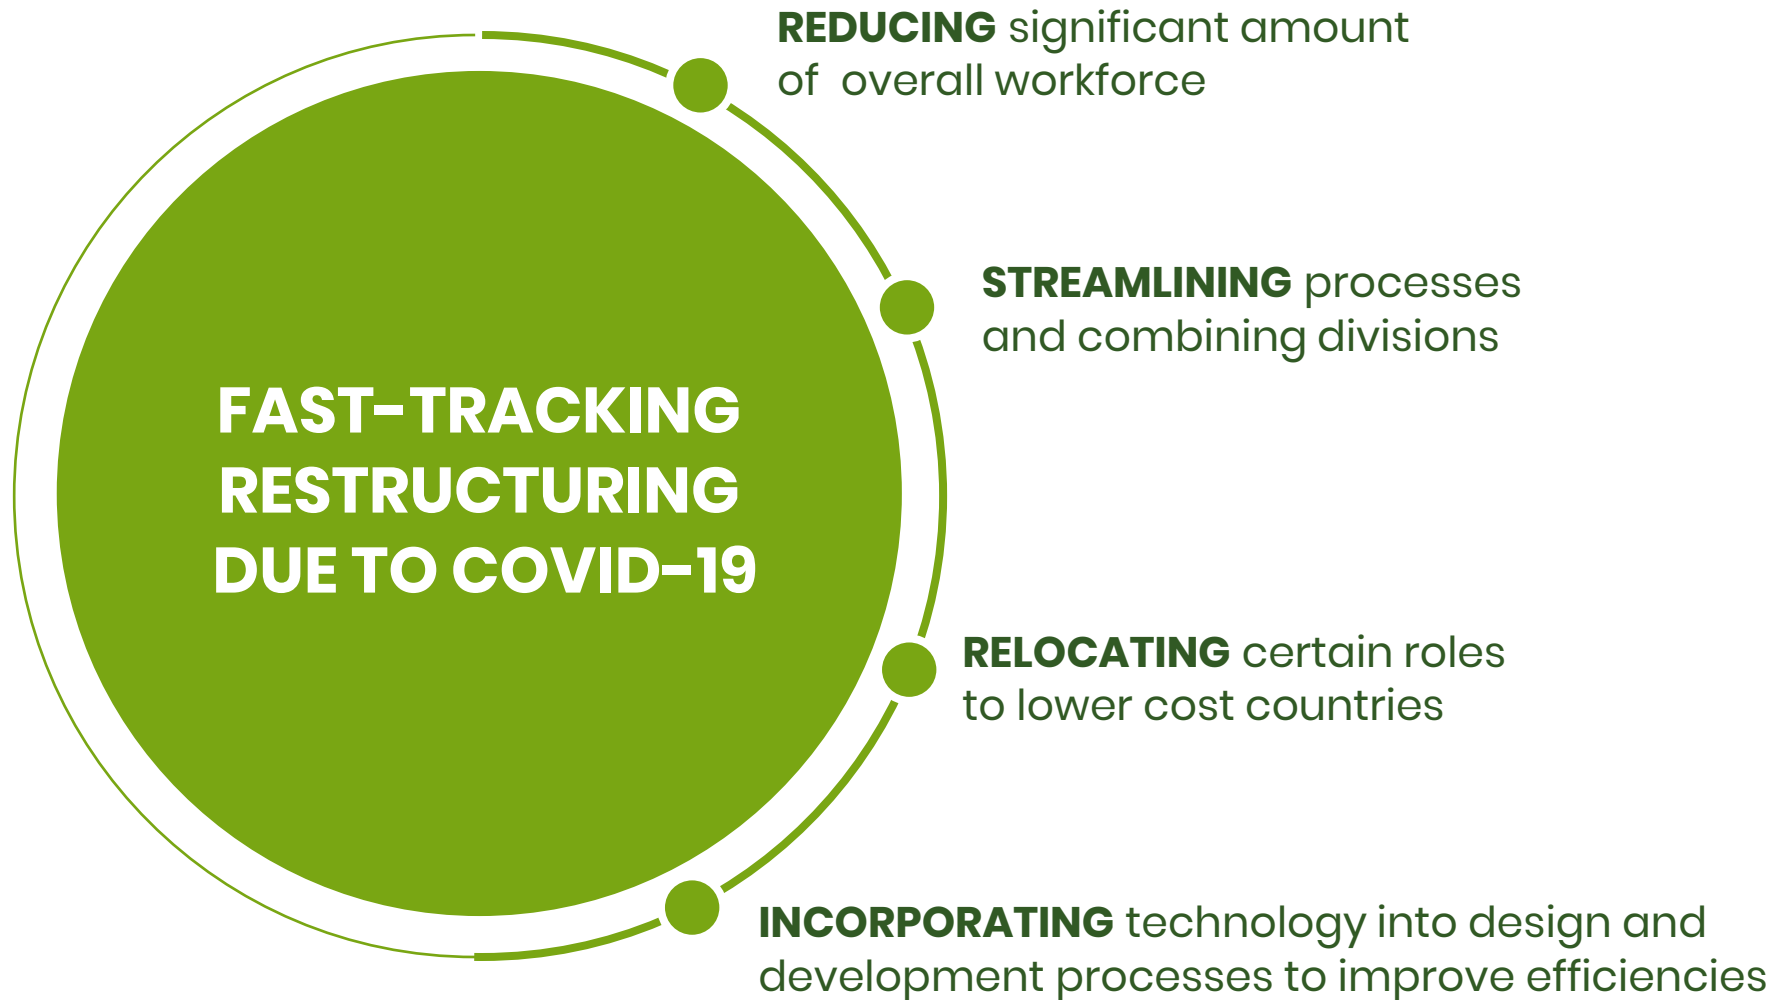 REDUCING significant amount
of overall workforce
STREAMLINING processes
and combining divisions
FAST-TRACKING
RESTRUCTURING
DUE TO COVID-19
RELOCATING certain roles
to lower cost countries
INCORPORATING technology into design and
development processes to improve efficiencies